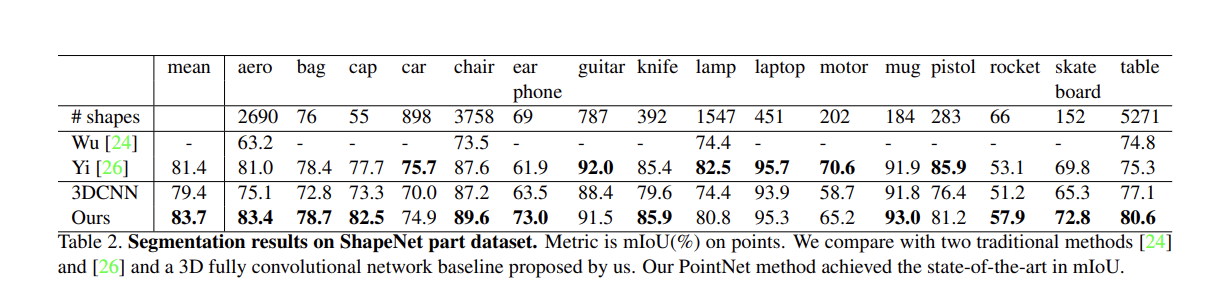 mean aero bag cap car chair ear guitar knife lamp laptop motor mug pistol rocket skate table
phone board
# shapes 2690 76 55 898 3758 69 787 392 1547 451 202 184 283 66 152 5271
Wu [24] - 63.2 - - - 73.5 - - - 74.4 - - - - - - 74.8
Yi [26] 81.4 81.0 78.4 77.7 75.7 87.6 61.9 92.0 85.4 82.5 95.7 70.6 91.9 85.9 53.1 69.8 75.3
3DCNN 79.4 75.1 72.8 73.3 70.0 87.2 63.5 88.4 79.6 74.4 93.9 58.7 91.8 76.4 51.2 65.3 77.1
Ours 83.7 83.4 78.7 82.5 74.9 89.6 73.0 91.5 85.9 80.8 95.3 65.2 93.0 81.2 57.9 72.8 80.6
Table 2. Segmentation results on ShapeNet part dataset. Metric is mIoU(%) on points. We compare with two traditional methods [24]
and [26] and a 3D fully convolutional network baseline proposed by us. Our PointNet method achieved the state-of-the-art in mIoU.